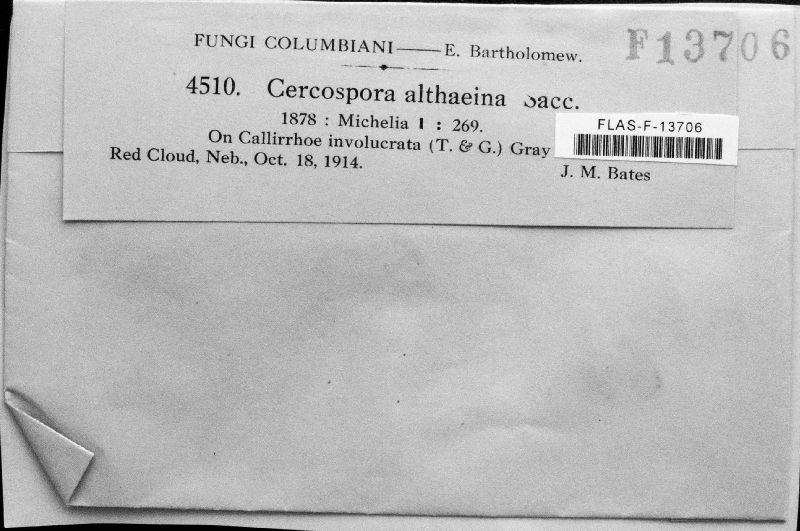 FUNGI COLUMBIANI — E. Bartholomew.
F13706
4510. Cercospora althaeina Sacc.
1878 : Michelia I : 269.
On Callirrhoe involucrata (T. & G.) Gray
Red Cloud, Neb., Oct. 18, 1914.
J. M. Bates
FLAS-F-13706